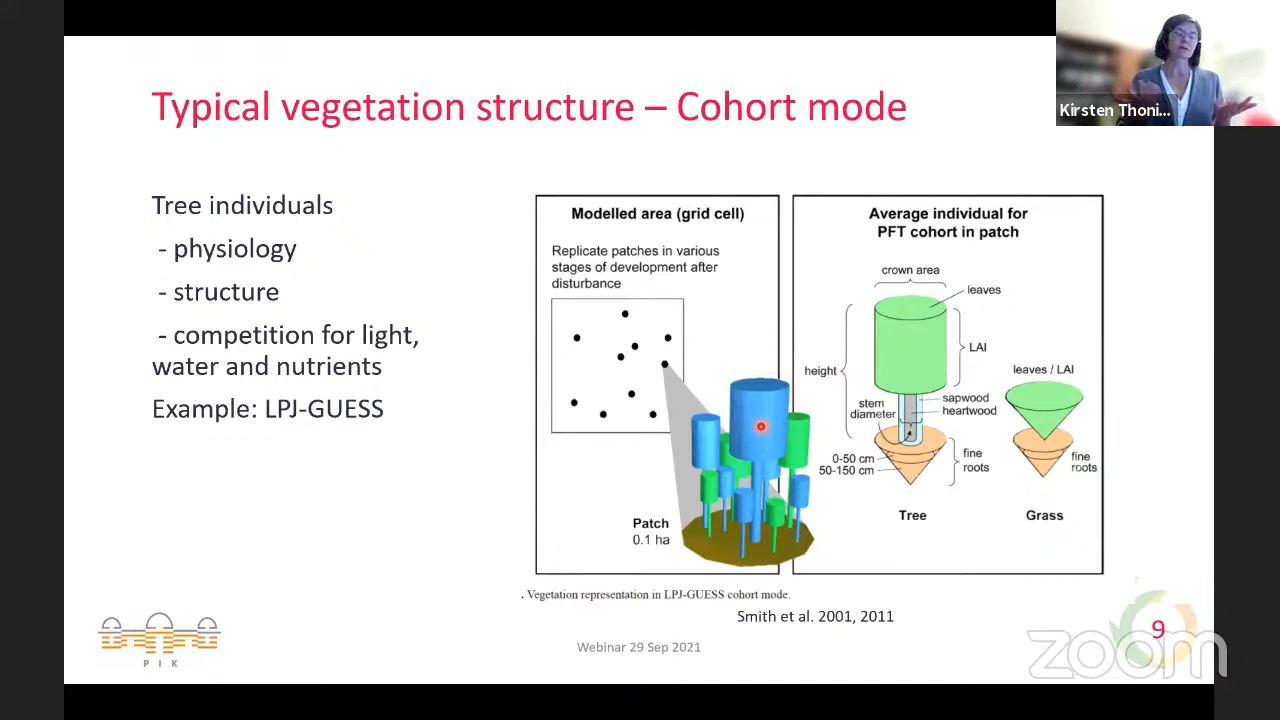 Typical vegetation structure – Cohort mode
Kirsten Thoni...
Tree individuals
- physiology
- structure
- competition for light,
water and nutrients
Example: LPJ-GUESS
Modelled area (grid cell)
Replicate patches in various
stages of development after
disturbance
Patch
0.1 ha
Average individual for
PFT cohort in patch
crown area
leaves
LAI
height
stem
diameter
sapwood
heartwood
0-50 cm
50-150 cm
fine
roots
Tree
leaves / LAI
fine
roots
Grass
. Vegetation representation in LPJ-GUESS cohort mode.
Smith et al. 2001, 2011
P I K
Webinar 29 Sep 2021
9
zoom